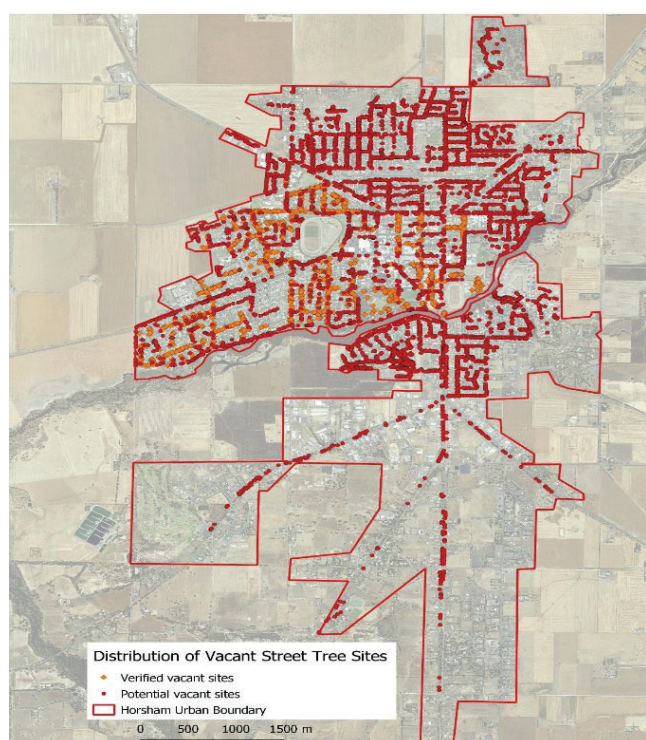 Distribution of Vacant Street Tree Sites
Verified vacant sites
Potential vacant sites
Horsham Urban Boundary
0 500 1000 1500 m